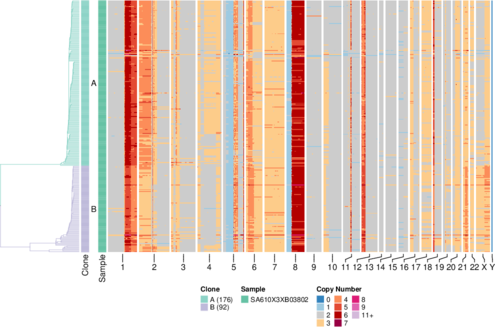 A
B
Clone
Sample
1 2 3 4 5 6 7 8 9 10 11 12 13 14 15 16 17 18 19 20 21 22 X Y
Clone Sample Copy Number
A (176) SA610X3XB03802 0 4 8
B (92) 1 5 9
2 6 10
3 7 11+